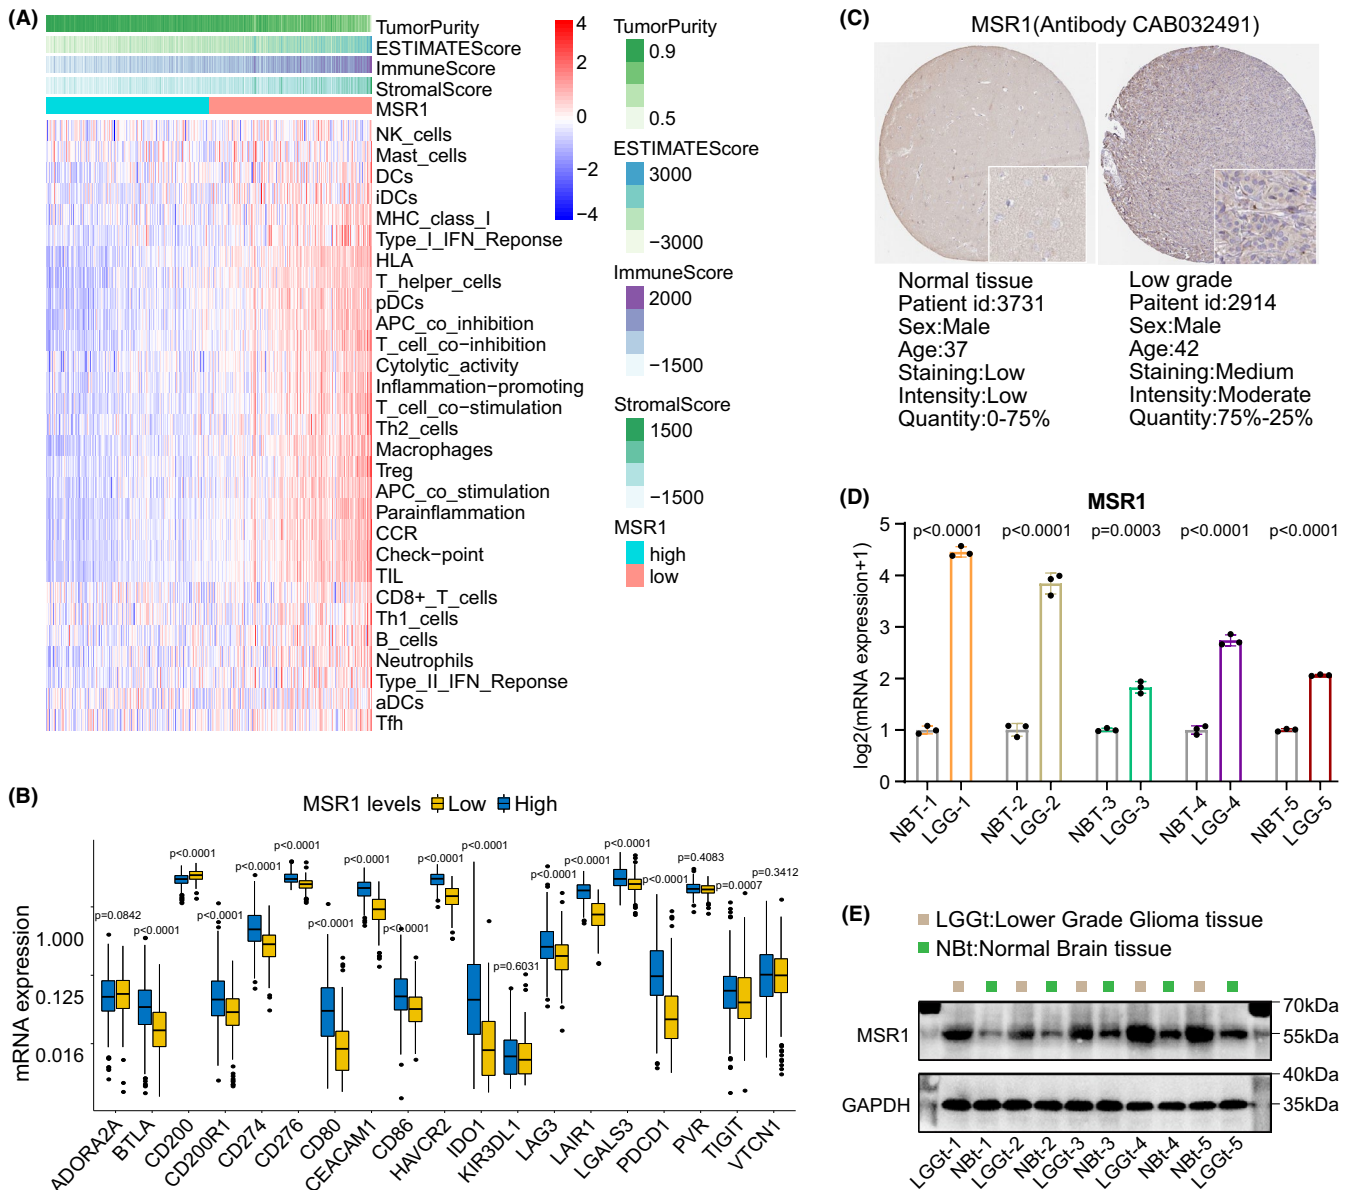 (A)
TumorPurity
ESTIMATEScore
ImmuneScore
StromalScore
MSR1
NK_cells
Mast_cells
DCs
iDCs
MHC_class_I
Type_I_IFN_Reponse
HLA
T_helper_cells
pDCs
APC_co_inhibition
T_cell_co−inhibition
Cytolytic_activity
Inflammation−promoting
T_cell_co−stimulation
Th2_cells
Macrophages
Treg
APC_co_stimulation
Parainflammation
CCR
Check−point
TIL
CD8+_T_cells
Th1_cells
B_cells
Neutrophils
Type_II_IFN_Reponse
aDCs
Tfh
4
2
0
−2
−4
TumorPurity
0.9
0.5
ESTIMATEScore
3000
−3000
ImmuneScore
2000
−1500
StromalScore
1500
−1500
MSR1
high
low
(B)
MSR1 levels Low High
mRNA expression
1.000
0.125
0.016
p=0.0842
p<0.0001
p<0.0001
p<0.0001
p<0.0001
p<0.0001
p<0.0001
p<0.0001
p<0.0001
p<0.0001
p<0.0001
p=0.6031
p<0.0001
p<0.0001
p<0.0001
p<0.0001
p=0.4083
p=0.0007
p=0.3412
ADORA2A
BTLA
CD200
CD200R1
CD274
CD276
CD80
CEACAM1
CD86
HAVCR2
IDO1
KIR3DL1
LAG3
LAIR1
LGALS3
PDCD1
PVR
TIGIT
VTCN1
(C)
MSR1(Antibody CAB032491)
Normal tissue
Patient id:3731
Sex:Male
Age:37
Staining:Low
Intensity:Low
Quantity:0-75%
Low grade
Paitent id:2914
Sex:Male
Age:42
Staining:Medium
Intensity:Moderate
Quantity:75%-25%
(D)
MSR1
log2(mRNA expression+1)
5
4
3
2
1
0
p<0.0001
p<0.0001
p=0.0003
p<0.0001
p<0.0001
NBT-1
LGG-1
NBT-2
LGG-2
NBT-3
LGG-3
NBT-4
LGG-4
NBT-5
LGG-5
(E)
LGGt:Lower Grade Glioma tissue
NBt:Normal Brain tissue
MSR1
70kDa
55kDa
GAPDH
40kDa
35kDa
LGGt-1
NBt-1
LGGt-2
NBt-2
LGGt-3
NBt-3
LGGt-4
NBt-4
NBt-5
LGGt-5